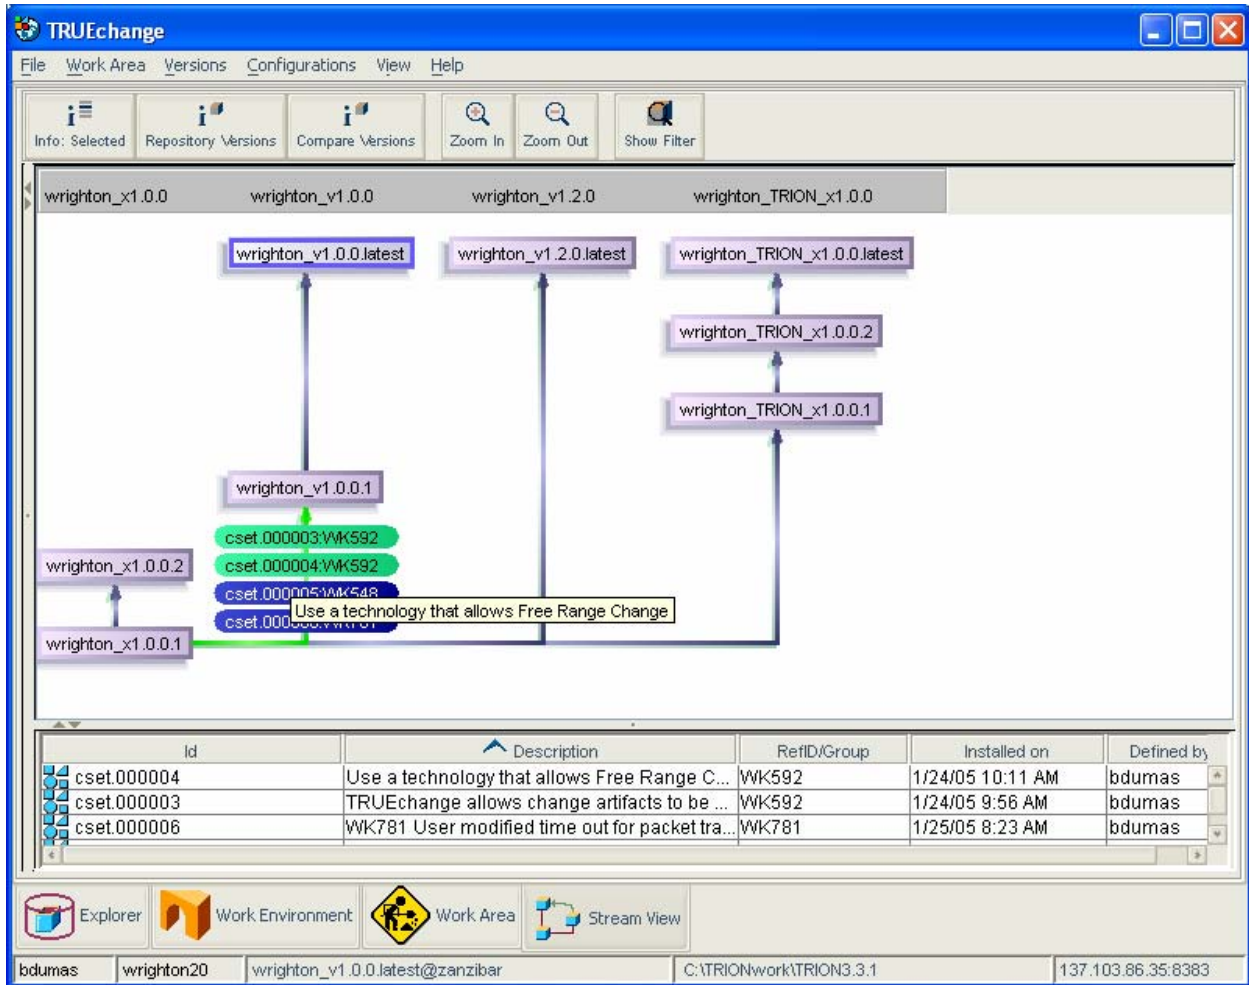 TRUEchange
File Work Area Versions Configurations View Help
Info: Selected Repository Versions Compare Versions Zoom In Zoom Out Show Filter
wrighton_x1.0.0 wrighton_v1.0.0 wrighton_v1.2.0 wrighton_TRION_x1.0.0
wrighton_v1.0.0.latest wrighton_v1.2.0.latest wrighton_TRION_x1.0.0.latest
wrighton_TRION_x1.0.0.2
wrighton_TRION_x1.0.0.1
wrighton_v1.0.0.1
cset.000003:WK592
wrighton_x1.0.0.2 cset.000004:WK592
cset.000005:WK548
Use a technology that allows Free Range Change
wrighton_x1.0.0.1
Id Description RefID/Group Installed on Defined by
cset.000004 Use a technology that allows Free Range C... WK592 1/24/05 10:11 AM bdumas
cset.000003 TRUEchange allows change artifacts to be ... WK592 1/24/05 9:56 AM bdumas
cset.000006 WK781 User modified time out for packet tra... WK781 1/25/05 8:23 AM bdumas
Explorer Work Environment Work Area Stream View
bdumas wrighton20 wrighton_v1.0.0.latest@zanzibar C:\TRIONwork\TRION3.3.1 137.103.86.35:8383